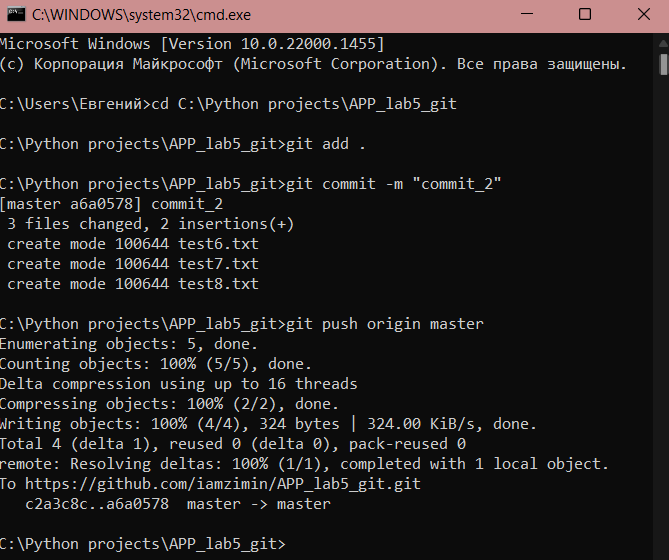 C:\WINDOWS\system32\cmd.exe
Microsoft Windows [Version 10.0.22000.1455]
(c) Корпорация Майкрософт (Microsoft Corporation). Все права защищены.
C:\Users\Евгений>cd C:\Python projects\APP_lab5_git
C:\Python projects\APP_lab5_git>git add .
C:\Python projects\APP_lab5_git>git commit -m "commit_2"
[master a6a0578] commit_2
3 files changed, 2 insertions(+)
create mode 100644 test6.txt
create mode 100644 test7.txt
create mode 100644 test8.txt
C:\Python projects\APP_lab5_git>git push origin master
Enumerating objects: 5, done.
Counting objects: 100% (5/5), done.
Delta compression using up to 16 threads
Compressing objects: 100% (2/2), done.
Writing objects: 100% (4/4), 324 bytes | 324.00 KiB/s, done.
Total 4 (delta 1), reused 0 (delta 0), pack-reused 0
remote: Resolving deltas: 100% (1/1), completed with 1 local object.
To https://github.com/iamzimin/APP_lab5_git.git
c2a3c8c..a6a0578  master -> master
C:\Python projects\APP_lab5_git>